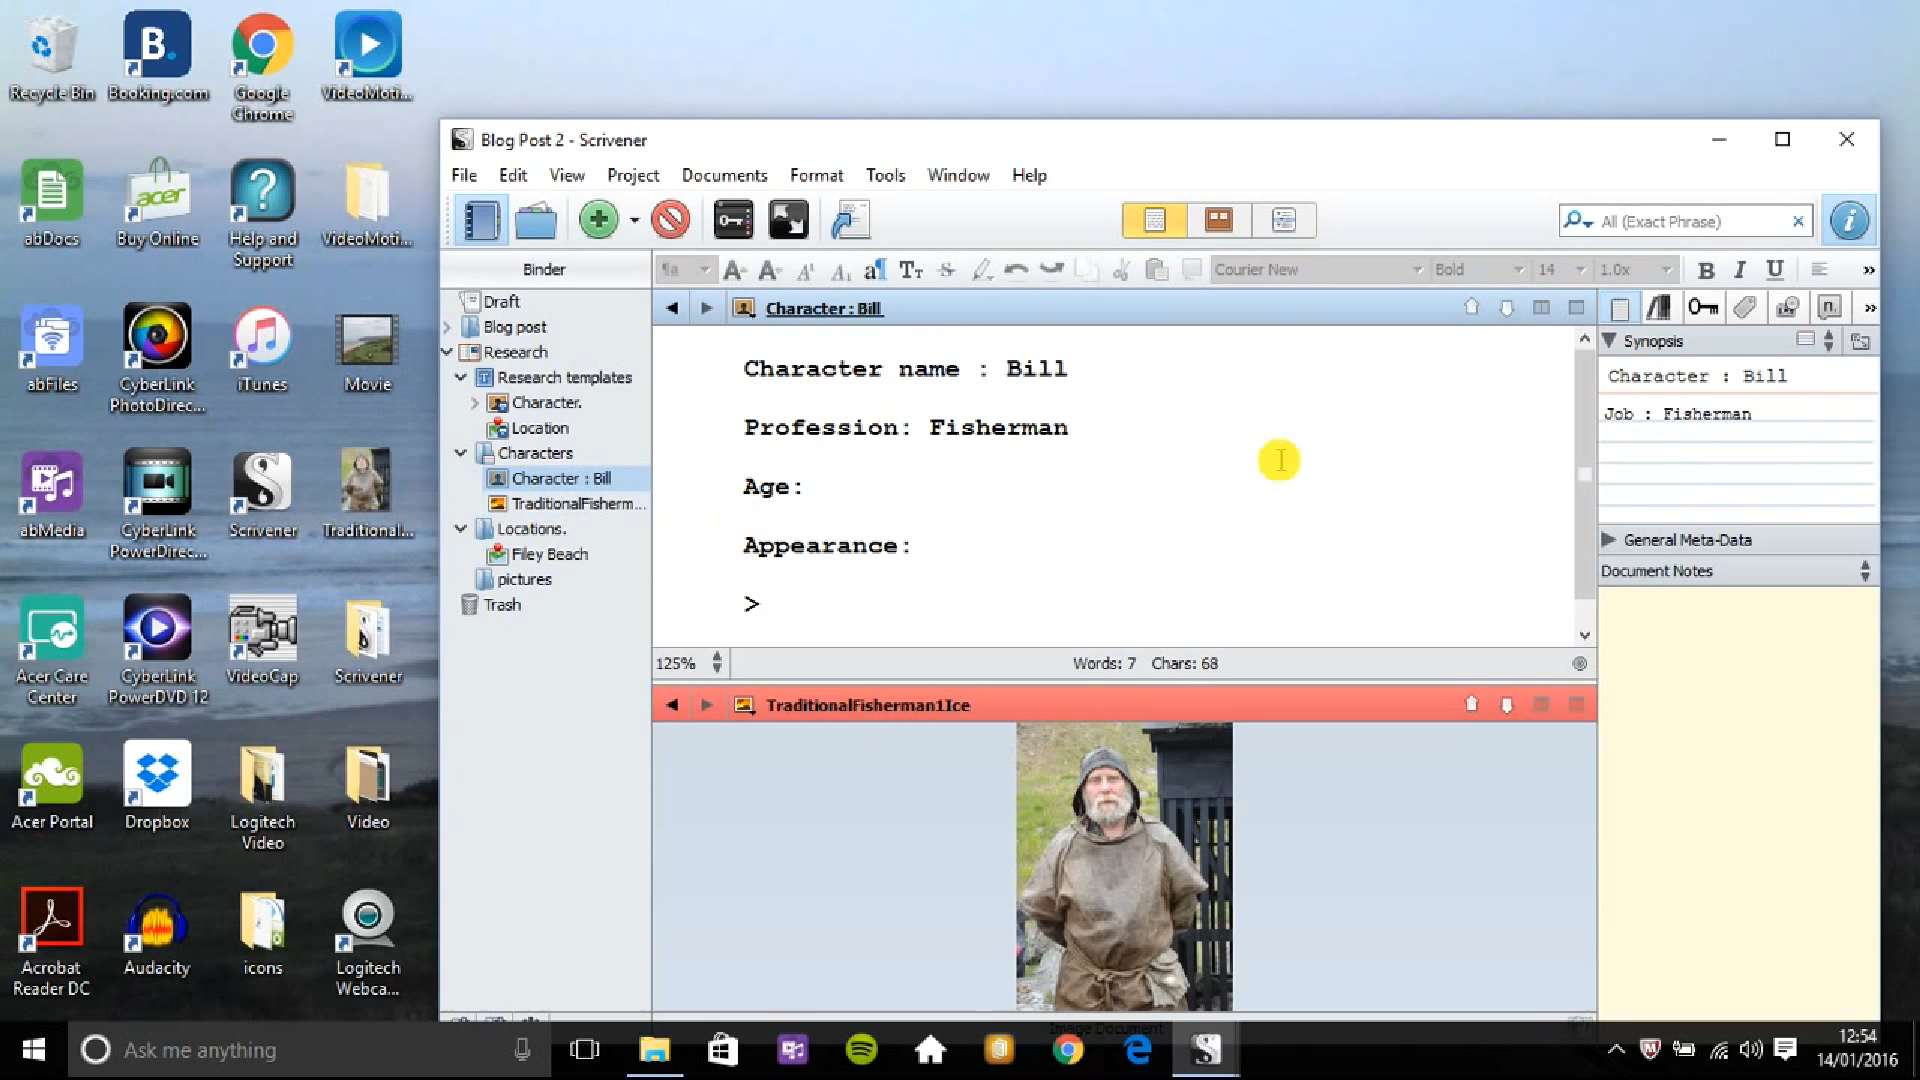 Recycle Bin
Booking.com
Google
Chrome
VideoMoti...
abDocs
Buy Online
Help and
Support
VideoMoti...
abFiles
CyberLink
PhotoDirec...
iTunes
Movie
abMedia
CyberLink
PowerDirec...
Scrivener
Traditional...
Acer Care
Center
CyberLink
PowerDVD 12
VideoCap
Scrivener
Acer Portal
Dropbox
Logitech
Video
Video
Acrobat
Reader DC
Audacity
icons
Logitech
Webca...
B.
acer
Blog Post 2 - Scrivener
File Edit View Project Documents Format Tools Window Help
All (Exact Phrase)
Binder
Courier New Bold 14 1.0x B I U
Draft
Blog post
Research
Research templates
Character.
Location
Characters
Character : Bill
TraditionalFisherm...
Locations.
Filey Beach
pictures
Trash
Character : Bill
Character name : Bill
Profession: Fisherman
Age:
Appearance:
>
125% Words: 7 Chars: 68
TraditionalFisherman1Ice
Image Document
Synopsis
Character : Bill
Job : Fisherman
General Meta-Data
Document Notes
Ask me anything
12:54
14/01/2016